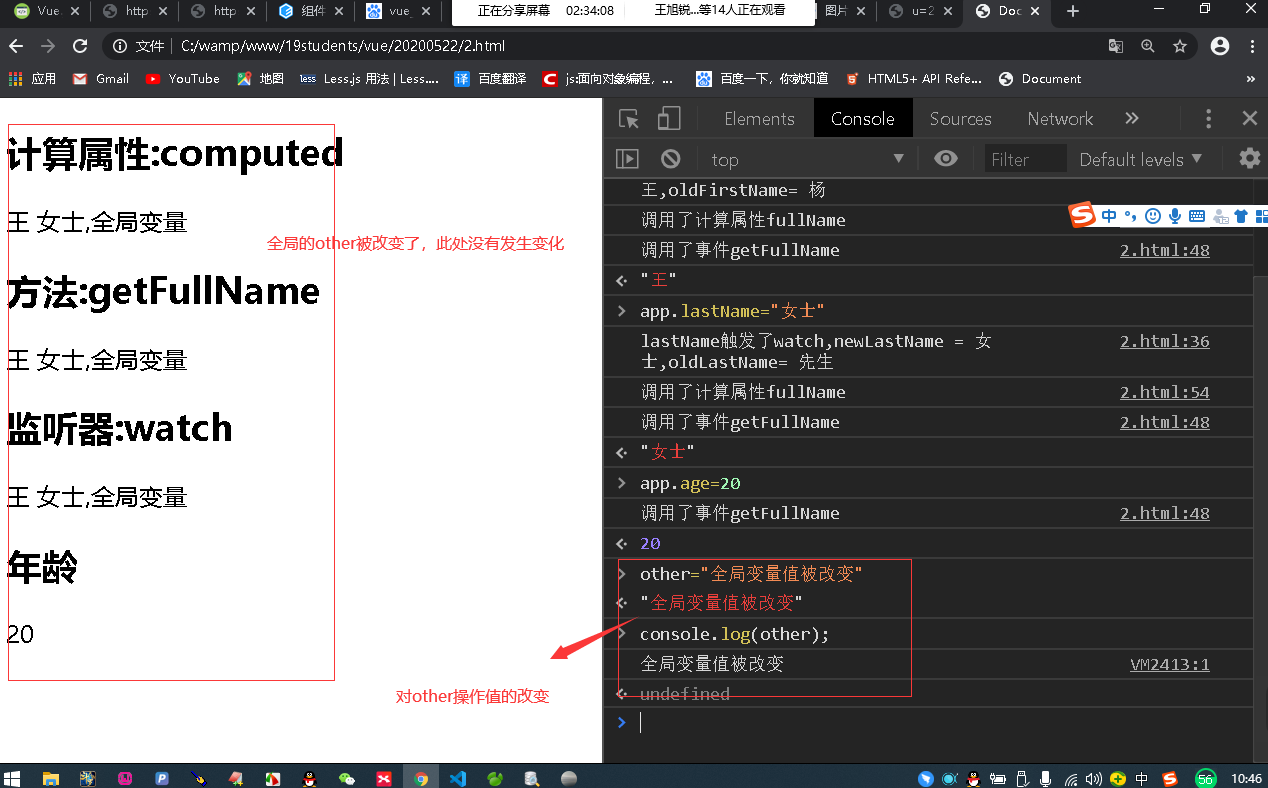 Vue.
http
http
组件
vue_
正在分享屏幕 02:34:08 王旭锐...等14人正在观看
图片
u=2
Doc
文件 C:/wamp/www/19students/vue/20200522/2.html
应用
Gmail
YouTube
地图
less Less.js 用法 | Less....
译 百度翻译
C js:面向对象编程，...
百度一下，你就知道
HTML5+ API Refe...
Document
»
计算属性:computed
王 女士,全局变量
全局的other被改变了，此处没有发生变化
方法:getFullName
王 女士,全局变量
监听器:watch
王 女士,全局变量
年龄
20
对other操作值的改变
Elements Console Sources Network »
top Filter Default levels
王,oldFirstName= 杨
调用了计算属性fullName
调用了事件getFullName 2.html:48
"王"
app.lastName="女士"
lastName触发了watch,newLastName = 女 2.html:36
士,oldLastName= 先生
调用了计算属性fullName 2.html:54
调用了事件getFullName 2.html:48
"女士"
app.age=20
调用了事件getFullName 2.html:48
20
other="全局变量值被改变"
"全局变量值被改变"
console.log(other);
全局变量值被改变 VM2413:1
undefined
中
中
56
10:46